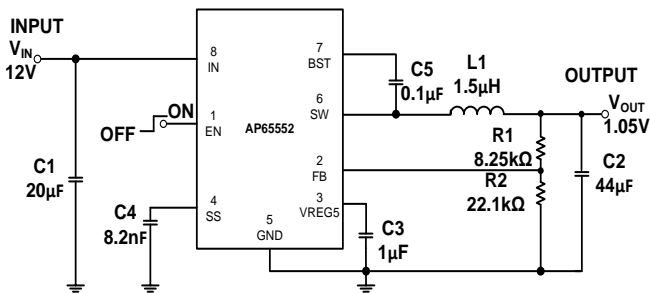 INPUT
VIN
12V
C1
20µF
OFF
ON
C4
8.2nF
8
IN
1
EN
4
SS
AP65552
5
GND
7
BST
6
SW
2
FB
3
VREG5
C5
0.1µF
L1
1.5µH
C3
1µF
R1
8.25kΩ
R2
22.1kΩ
OUTPUT
VOUT
1.05V
C2
44µF